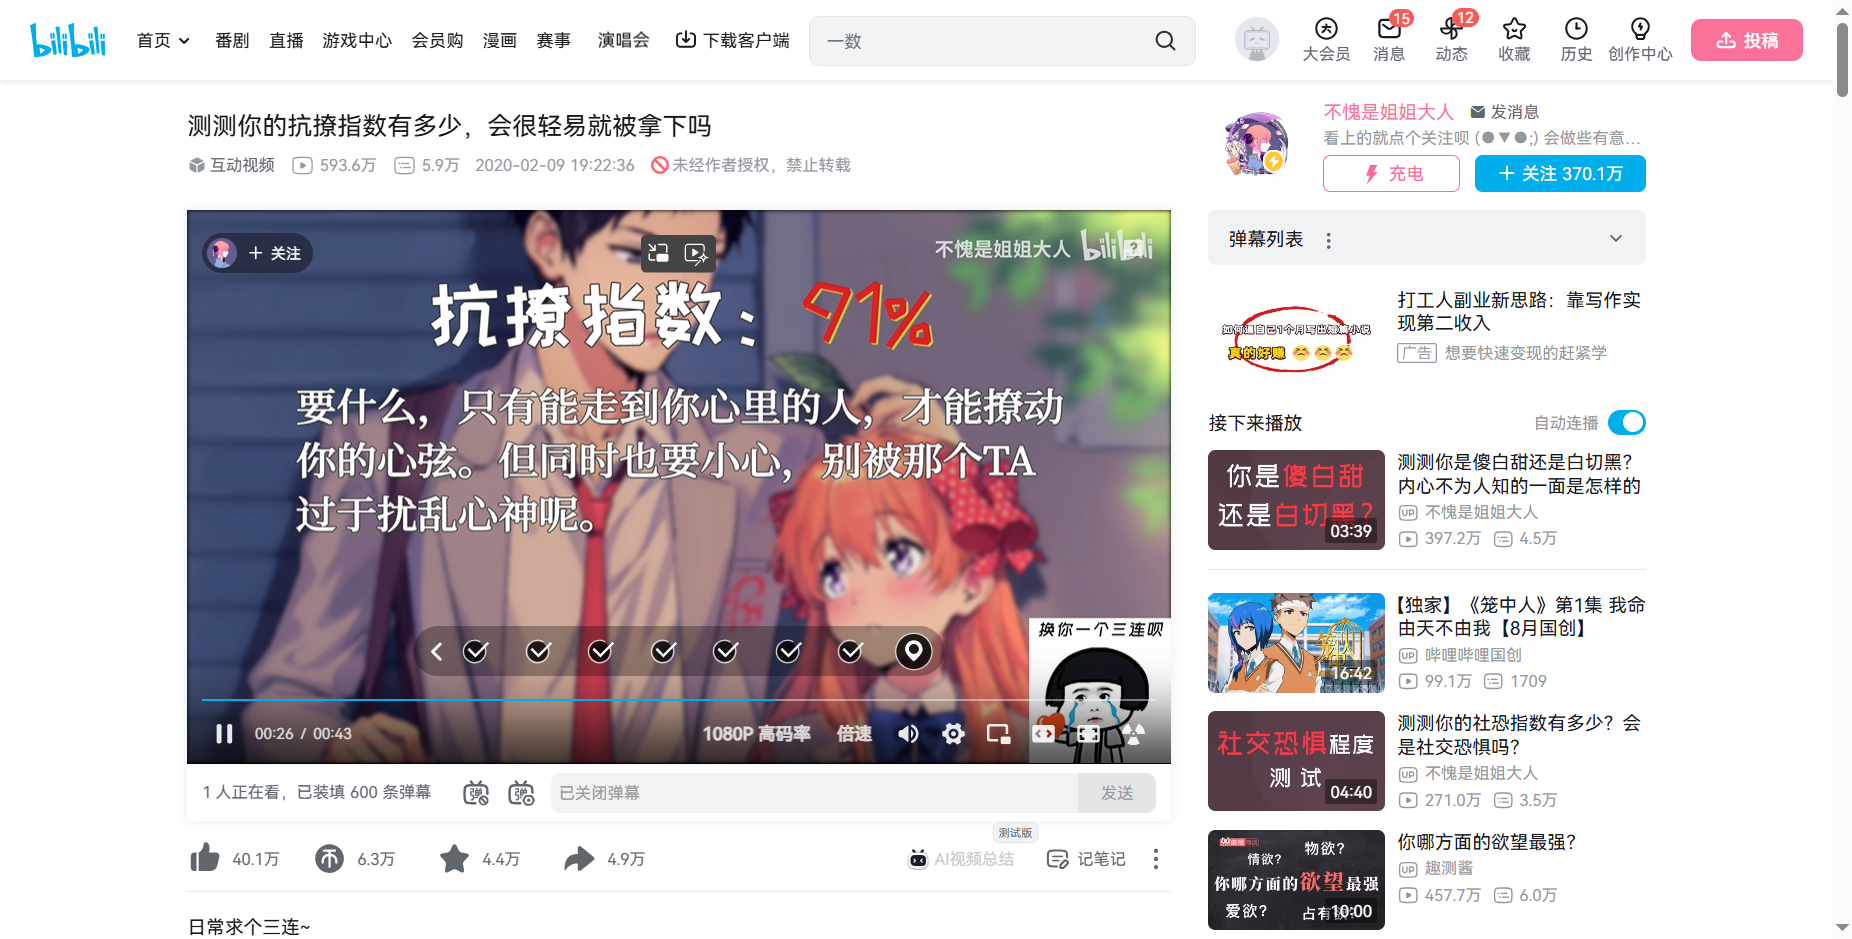 bilibili
首页
番剧
直播
游戏中心
会员购
漫画
赛事
演唱会
下载客户端
一数
大会员
15
消息
12
动态
收藏
历史
创作中心
投稿
测测你的抗撩指数有多少，会很轻易就被拿下吗
互动视频
593.6万
5.9万
2020-02-09 19:22:36
未经作者授权，禁止转载
不愧是姐姐大人
发消息
看上的就点个关注呗 (●▼●;) 会做些有意…
充电
+ 关注 370.1万
+ 关注
不愧是姐姐大人 bilibili
抗撩指数：91%
要什么，只有能走到你心里的人，才能撩动
你的心弦。但同时也要小心，别被那个TA
过于扰乱心神呢。
换你一个三连呗
00:26 / 00:43
1080P 高码率
倍速
1 人正在看，已装填 600 条弹幕
已关闭弹幕
发送
40.1万
6.3万
4.4万
4.9万
测试版
AI视频总结
记笔记
日常求个三连~
弹幕列表
如何逼自己1个月写出短篇小说
真的好赚
打工人副业新思路：靠写作实
现第二收入
广告
想要快速变现的赶紧学
接下来播放
自动连播
你是傻白甜
还是白切黑？
03:39
测测你是傻白甜还是白切黑？
内心不为人知的一面是怎样的
UP 不愧是姐姐大人
397.2万
4.5万
笼中
16:42
【独家】《笼中人》第1集 我命
由天不由我【8月国创】
UP 哔哩哔哩国创
99.1万
1709
社交恐惧程度
测 试
04:40
测测你的社恐指数有多少？会
是社交恐惧吗？
UP 不愧是姐姐大人
271.0万
3.5万
物欲?
情欲?
你哪方面的欲望最强
爱欲?
占有欲?
10:00
你哪方面的欲望最强？
UP 趣测酱
457.7万
6.0万